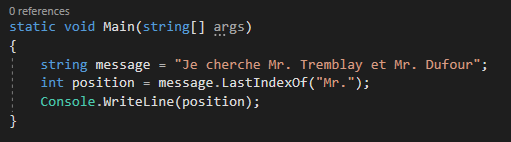 0 references
static void Main(string[] args)
{
    string message = "Je cherche Mr. Tremblay et Mr. Dufour";
    int position = message.LastIndexOf("Mr.");
    Console.WriteLine(position);
}